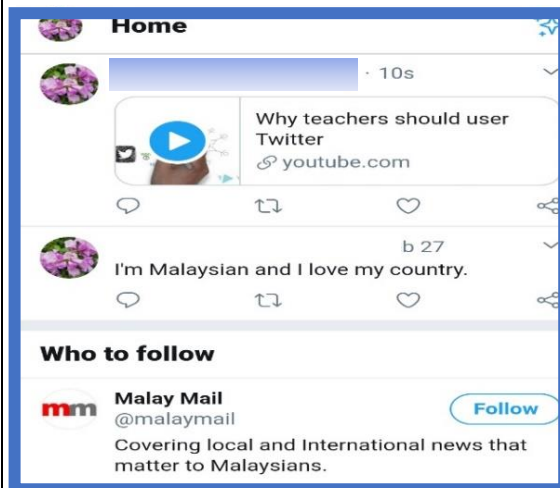 Home
· 10s
Why teachers should user
Twitter
youtube.com
b 27
I'm Malaysian and I love my country.
Who to follow
mm
Malay Mail
@malaymail
Follow
Covering local and International news that
matter to Malaysians.